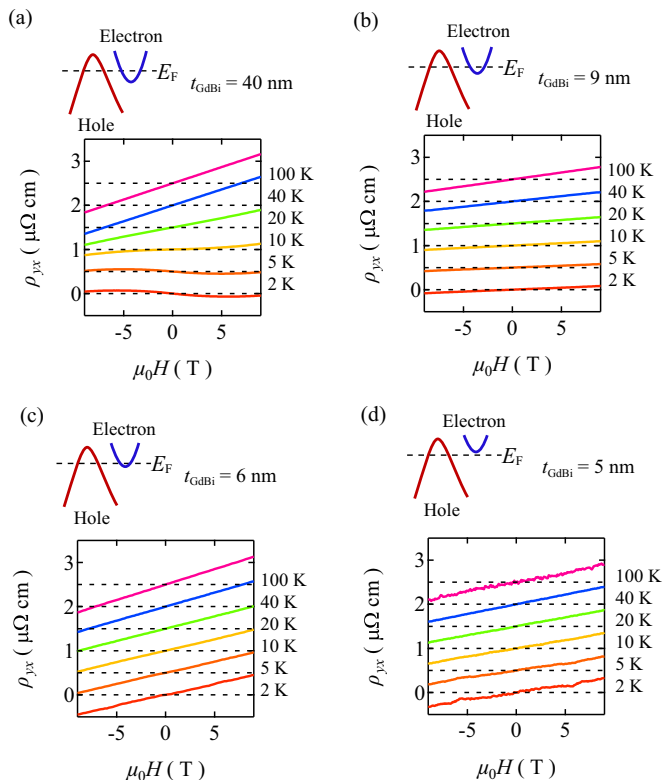 (a)
Electron
E_F
t_GdBi = 40 nm
Hole
3
2
1
0
ρ_yx ( μΩ cm )
100 K
40 K
20 K
10 K
5 K
2 K
-5 0 5
μ₀H ( T )
(b)
Electron
E_F
t_GdBi = 9 nm
Hole
3
2
1
0
ρ_yx ( μΩ cm )
100 K
40 K
20 K
10 K
5 K
2 K
-5 0 5
μ₀H ( T )
(c)
Electron
E_F
t_GdBi = 6 nm
Hole
3
2
1
0
ρ_yx ( μΩ cm )
100 K
40 K
20 K
10 K
5 K
2 K
-5 0 5
μ₀H ( T )
(d)
Electron
E_F
t_GdBi = 5 nm
Hole
3
2
1
0
ρ_yx ( μΩ cm )
100 K
40 K
20 K
10 K
5 K
2 K
-5 0 5
μ₀H ( T )